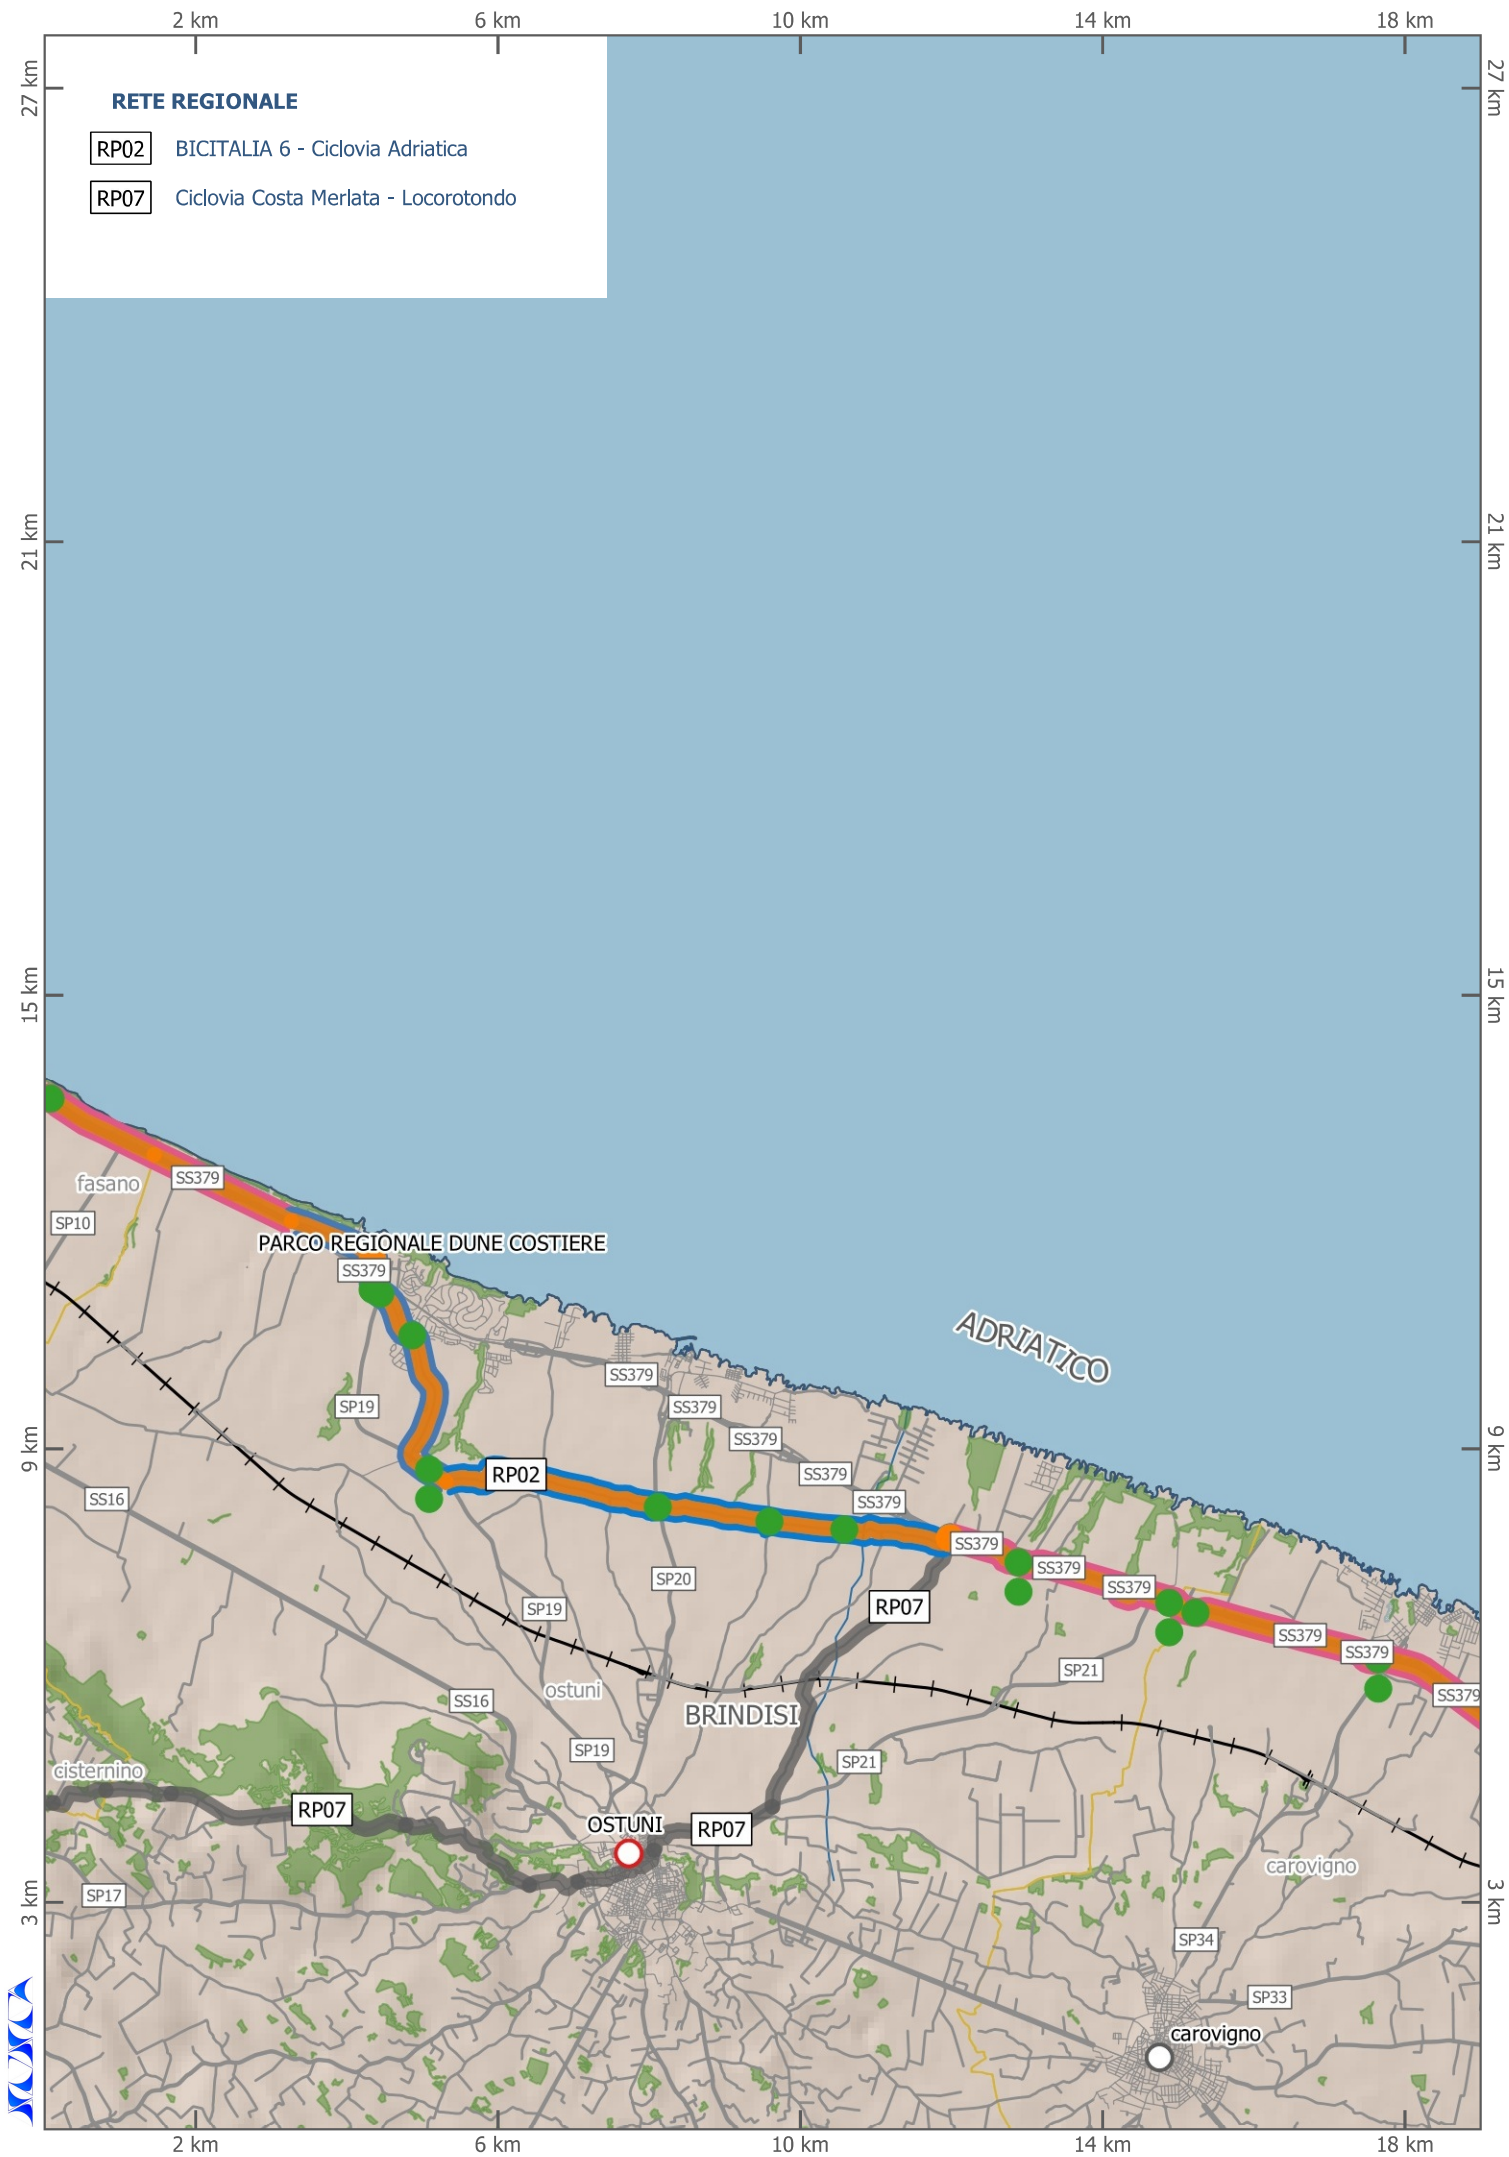 2 km
6 km
10 km
14 km
18 km
27 km
27 km
RETE REGIONALE
RP02 BICITALIA 6 - Ciclovia Adriatica
RP07 Ciclovia Costa Merlata - Locorotondo
21 km
21 km
15 km
15 km
fasano
SS379
SP10
PARCO REGIONALE DUNE COSTIERE
SS379
ADRIATICO
SS379
SP19
SS379
SS379
9 km
9 km
RP02
SS379
SS16
SS379
SS379
SS379
SP20
SS379
RP07
SP19
SS379
SS379
SP21
ostuni
SS16
SS379
BRINDISI
SP19
SP21
cisternino
RP07
OSTUNI
RP07
carovigno
SP17
3 km
3 km
SP34
SP33
carovigno
2 km
6 km
10 km
14 km
18 km